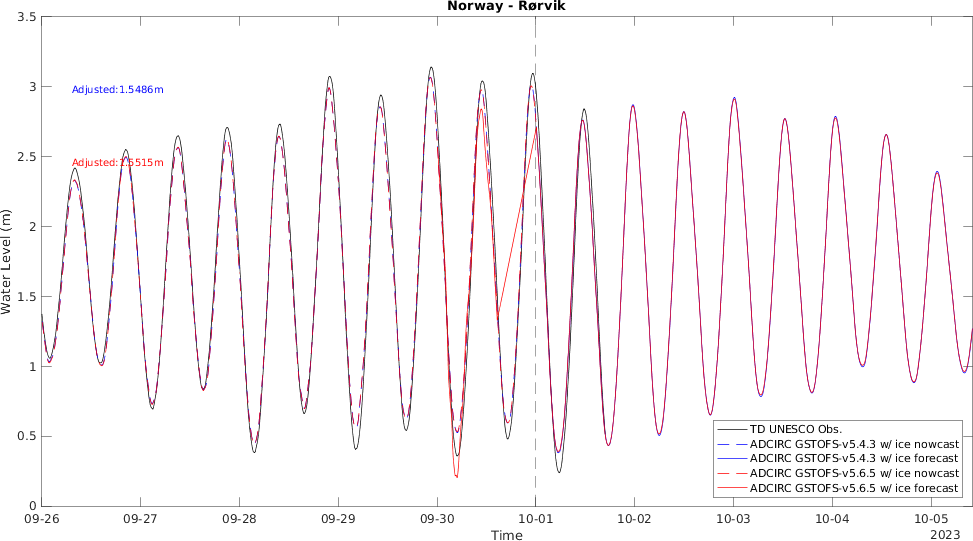 Norway - Rørvik
3.5
3
2.5
2
1.5
1
0.5
0
Water Level (m)
Adjusted:1.5486m
Adjusted:1.5515m
TD UNESCO Obs.
ADCIRC GSTOFS-v5.4.3 w/ ice nowcast
ADCIRC GSTOFS-v5.4.3 w/ ice forecast
ADCIRC GSTOFS-v5.6.5 w/ ice nowcast
ADCIRC GSTOFS-v5.6.5 w/ ice forecast
09-26 09-27 09-28 09-29 09-30 10-01 10-02 10-03 10-04 10-05
Time
2023